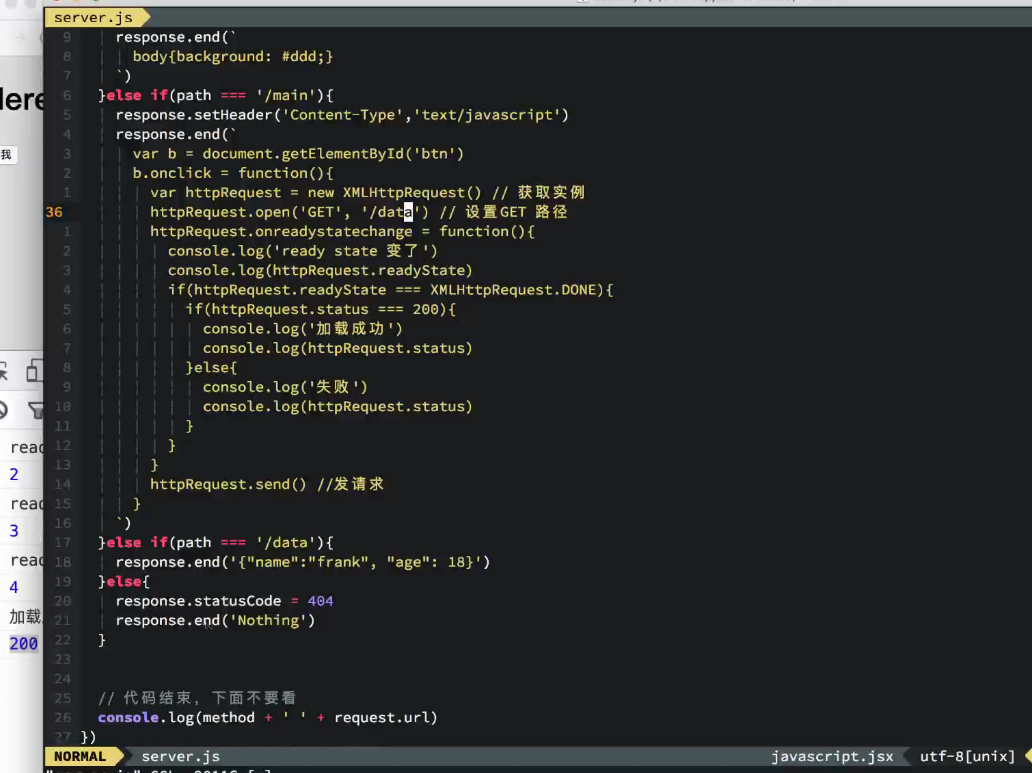 server.js
9 response.end(`
8 body{background: #ddd;}
7 `)
6 }else if(path === '/main'){
5 response.setHeader('Content-Type','text/javascript')
4 response.end(`
3 var b = document.getElementById('btn')
2 b.onclick = function(){
1 var httpRequest = new XMLHttpRequest() // 获取实例
36 httpRequest.open('GET', '/data') // 设置GET 路径
1 httpRequest.onreadystatechange = function(){
2 console.log('ready state 变了')
3 console.log(httpRequest.readyState)
4 if(httpRequest.readyState === XMLHttpRequest.DONE){
5 if(httpRequest.status === 200){
6 console.log('加载成功')
7 console.log(httpRequest.status)
8 }else{
9 console.log('失败')
10 console.log(httpRequest.status)
11 }
12 }
13 }
14 httpRequest.send() //发请求
15 }
16 `)
17 }else if(path === '/data'){
18 response.end('{"name":"frank", "age": 18}')
19 }else{
20 response.statusCode = 404
21 response.end('Nothing')
22 }
23
24
25 // 代码结束，下面不要看
26 console.log(method + ' ' + request.url)
27 })
NORMAL server.js javascript.jsx utf-8[unix]
我
2
3
4
加载
200